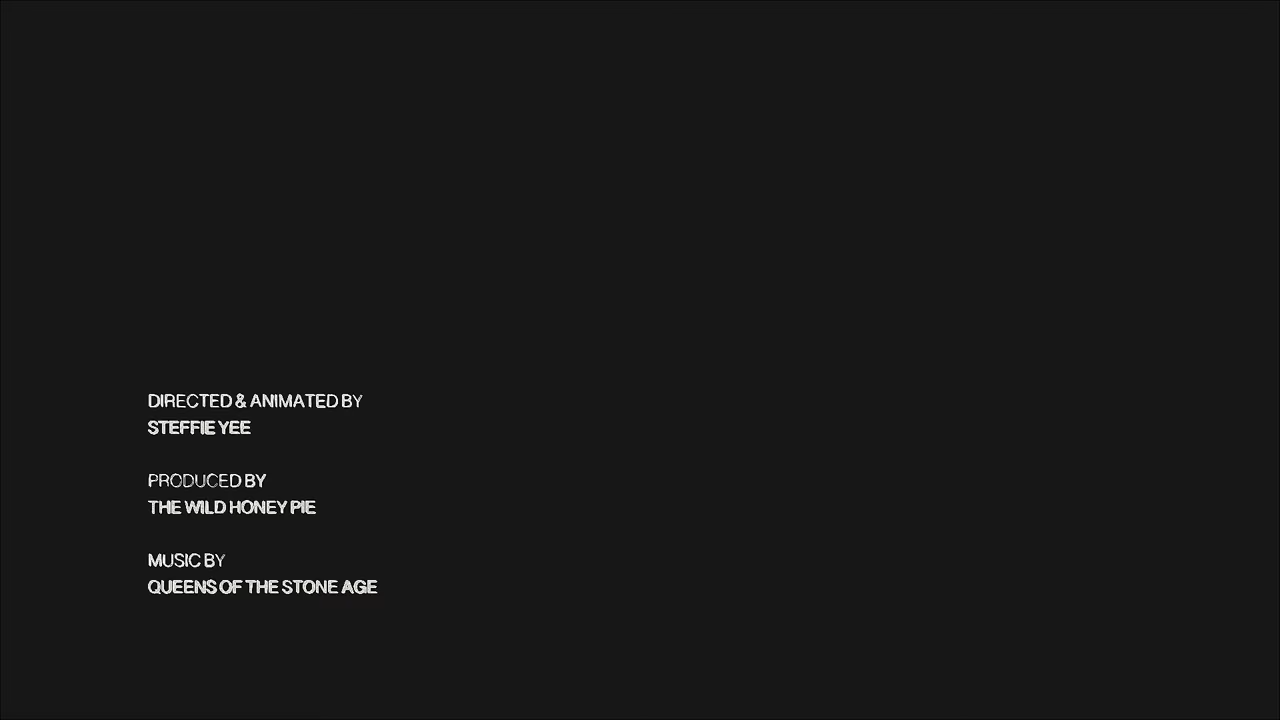 DIRECTED & ANIMATED BY
STEFFIE YEE
PRODUCED BY
THE WILD HONEY PIE
MUSIC BY
QUEENS OF THE STONE AGE